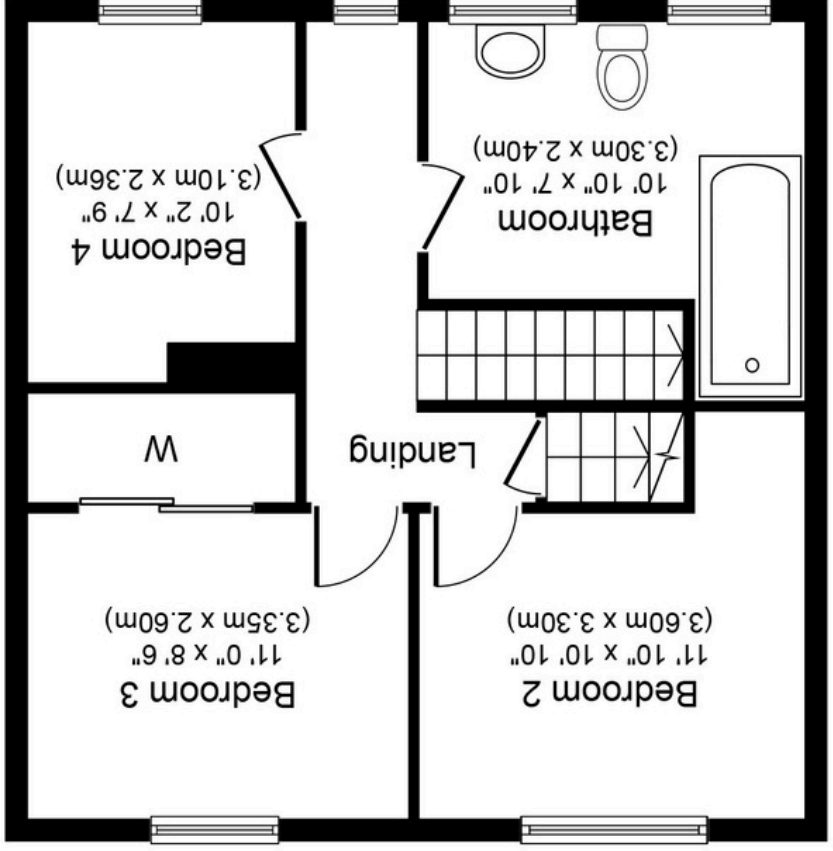 Bedroom 2
11' 10" x 10' 10"
(3.60m x 3.30m)
Bedroom 3
11' 0" x 8' 6"
(3.35m x 2.60m)
Landing
W
Bathroom
10' 10" x 7' 10"
(3.30m x 2.40m)
Bedroom 4
10' 2" x 7' 9"
(3.10m x 2.36m)